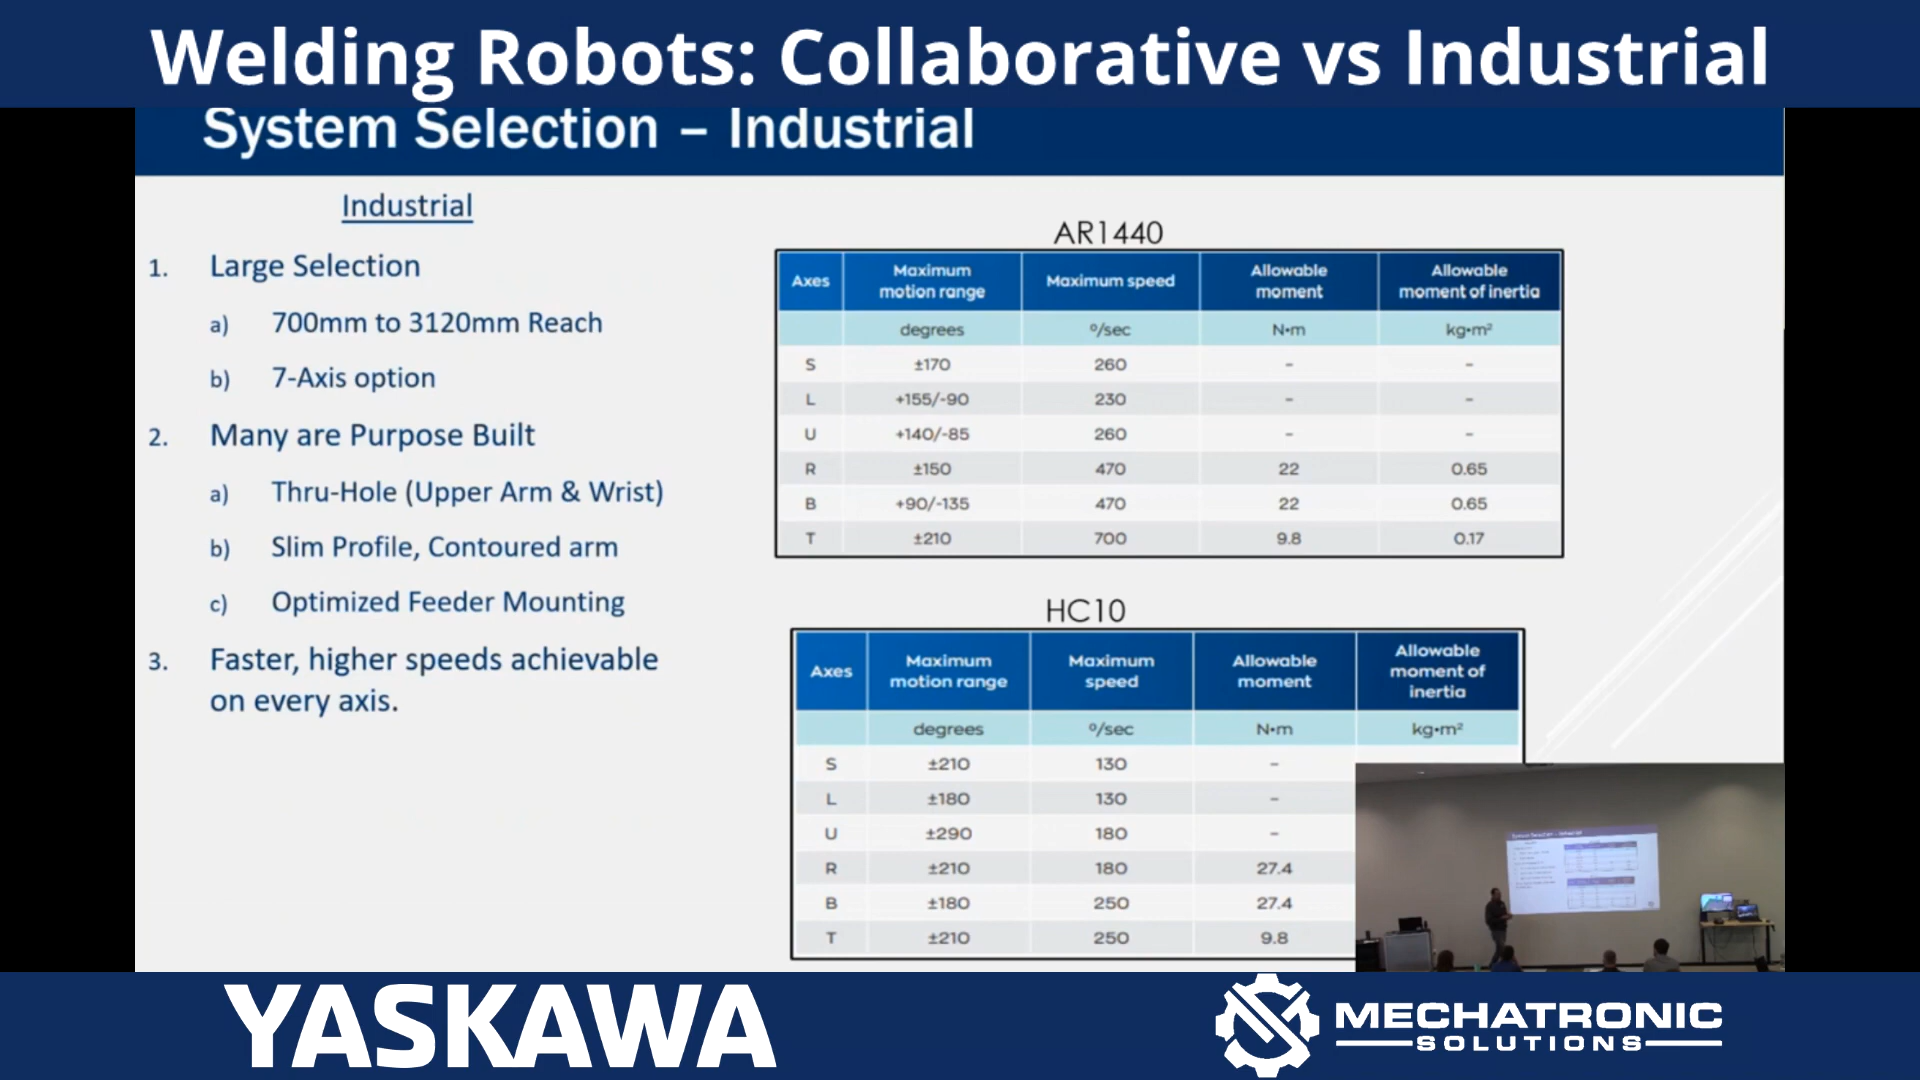 Welding Robots: Collaborative vs Industrial
System Selection – Industrial
Industrial
1. Large Selection
a) 700mm to 3120mm Reach
b) 7-Axis option
2. Many are Purpose Built
a) Thru-Hole (Upper Arm & Wrist)
b) Slim Profile, Contoured arm
c) Optimized Feeder Mounting
3. Faster, higher speeds achievable
on every axis.
AR1440
Axes Maximum motion range Maximum speed Allowable moment Allowable moment of inertia
degrees º/sec N•m kg•m²
S ±170 260 – –
L +155/-90 230 – –
U +140/-85 260 – –
R ±150 470 22 0.65
B +90/-135 470 22 0.65
T ±210 700 9.8 0.17
HC10
Axes Maximum motion range Maximum speed Allowable moment Allowable moment of inertia
degrees º/sec N•m kg•m²
S ±210 130 –
L ±180 130 –
U ±290 180 –
R ±210 180 27.4
B ±180 250 27.4
T ±210 250 9.8
YASKAWA
MECHATRONIC
SOLUTIONS